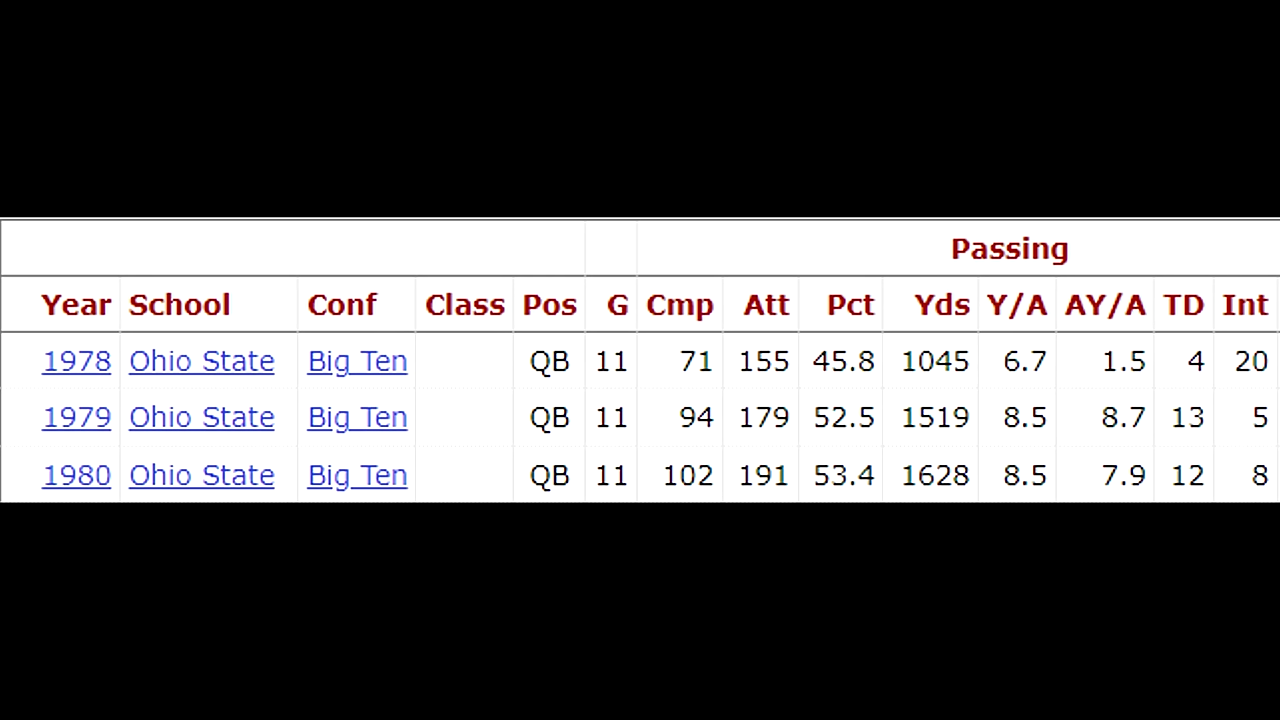 Passing
Year School Conf Class Pos G Cmp Att Pct Yds Y/A AY/A TD Int
1978 Ohio State Big Ten QB 11 71 155 45.8 1045 6.7 1.5 4 20
1979 Ohio State Big Ten QB 11 94 179 52.5 1519 8.5 8.7 13 5
1980 Ohio State Big Ten QB 11 102 191 53.4 1628 8.5 7.9 12 8